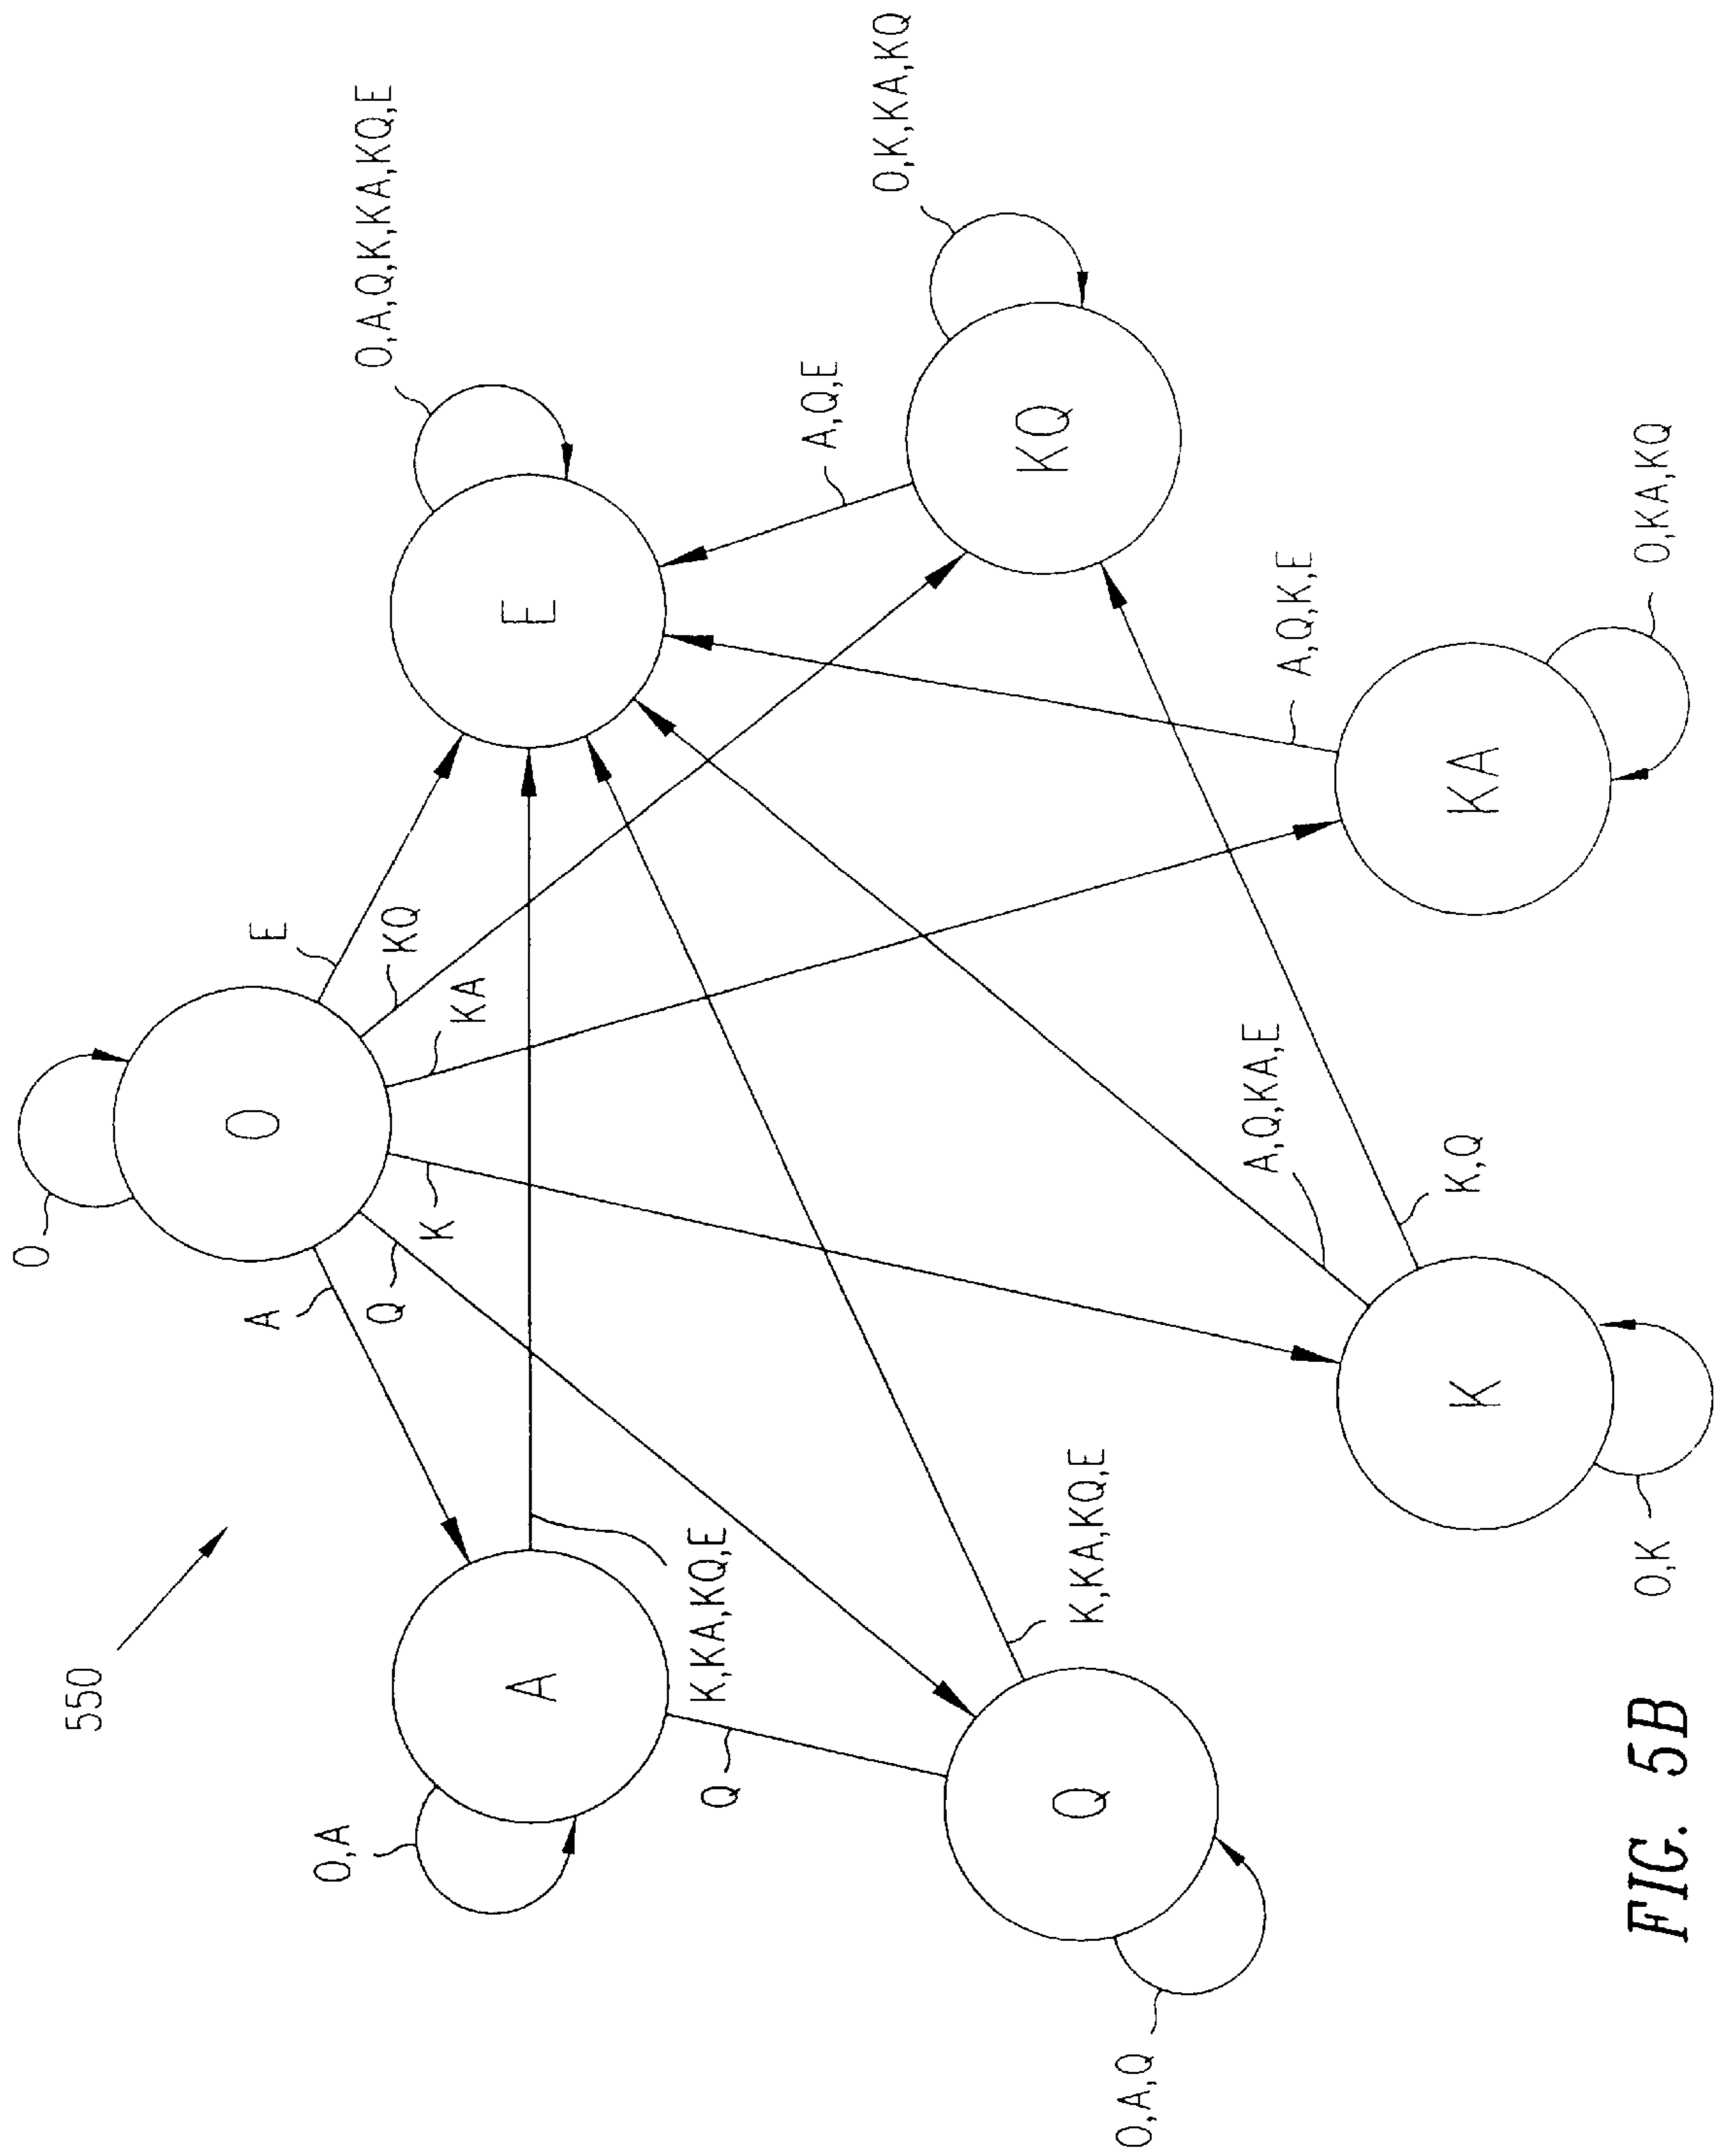 O
550
O
A
E
O,A
O,A,Q,K,KA,KQ,E
Q
KQ
K
KA
A
E
K,KA,KQ,E
Q
A,Q,E
O,K,KA,KQ
KQ
Q
K,KA,KQ,E
O,A,Q
A,Q,KA,E
A,Q,K,E
K,Q
K
KA
O,K
O,KA,KQ
FIG. 5B